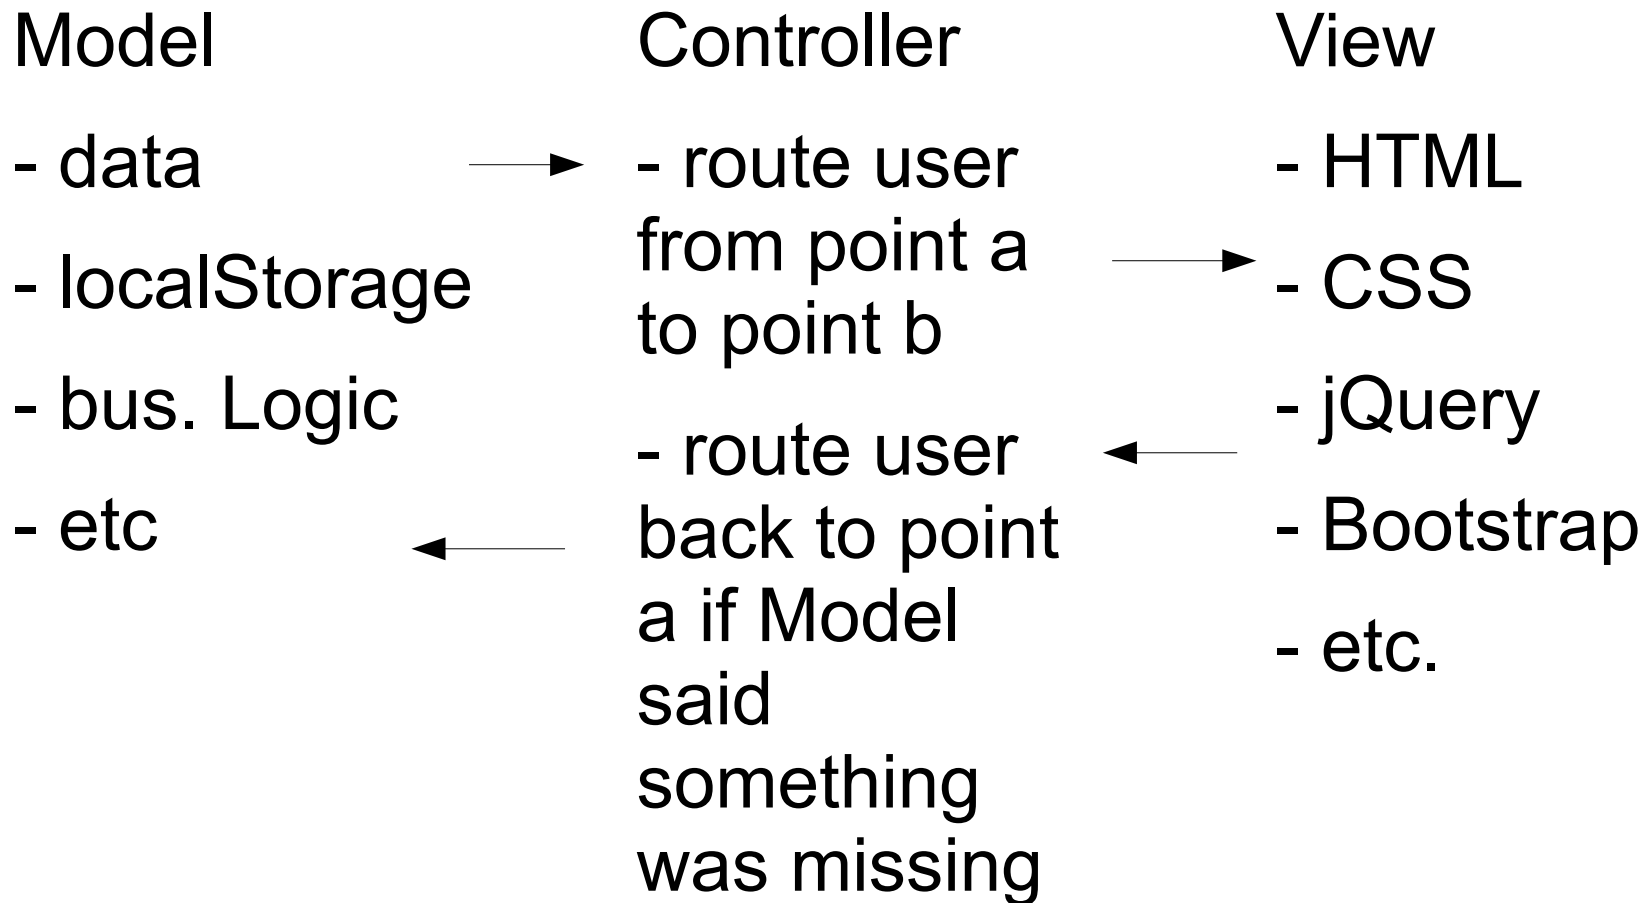 Model
- data
- localStorage
- bus. Logic
- etc
Controller
- route user
from point a
to point b
- route user
back to point
a if Model
said
something
was missing
View
- HTML
- CSS
- jQuery
- Bootstrap
- etc.